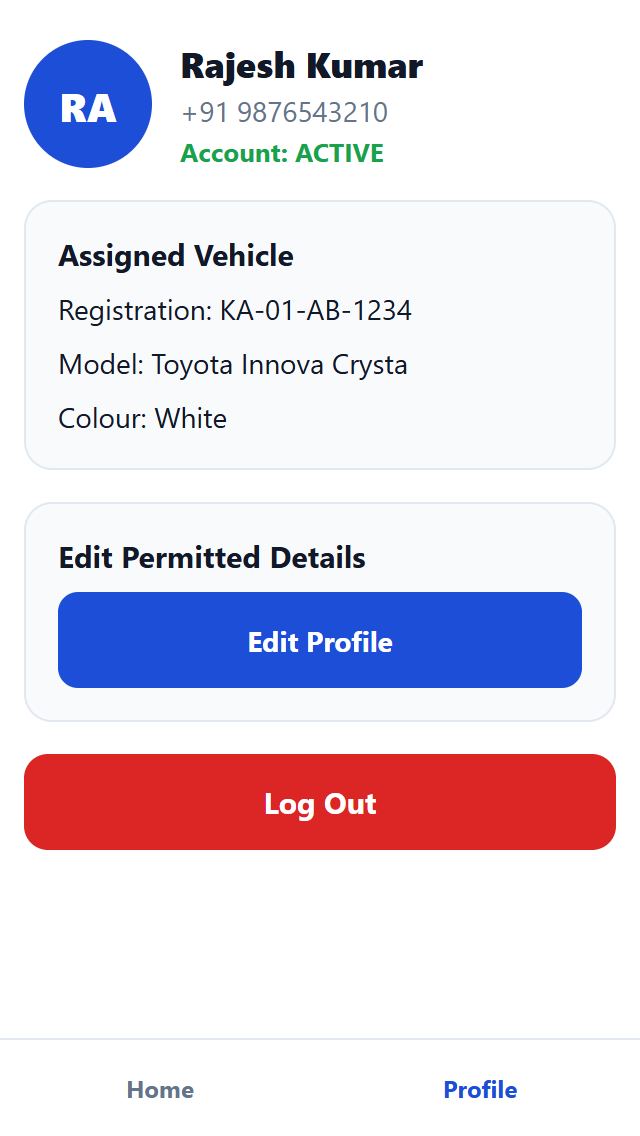 RA
Rajesh Kumar
+91 9876543210
Account: ACTIVE
Assigned Vehicle
Registration: KA-01-AB-1234
Model: Toyota Innova Crysta
Colour: White
Edit Permitted Details
Edit Profile
Log Out
Home
Profile